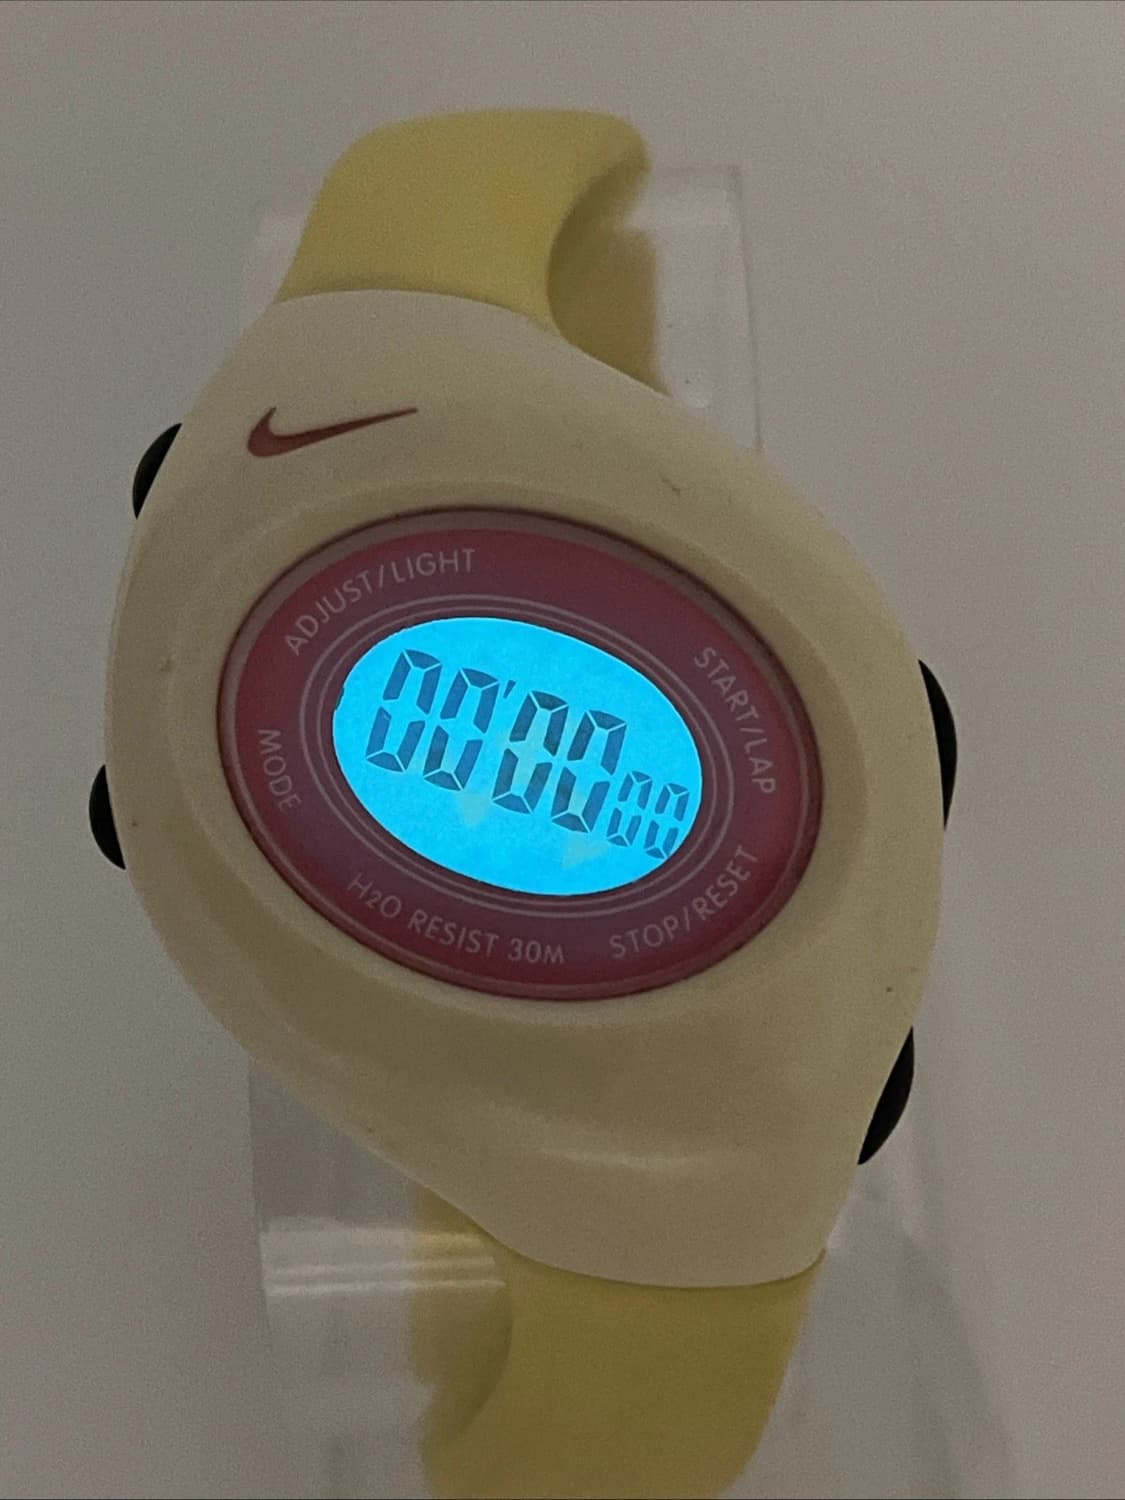 ADJUST/LIGHT
START/LAP
00'00 00
MODE
STOP/RESET
H2O RESIST 30M